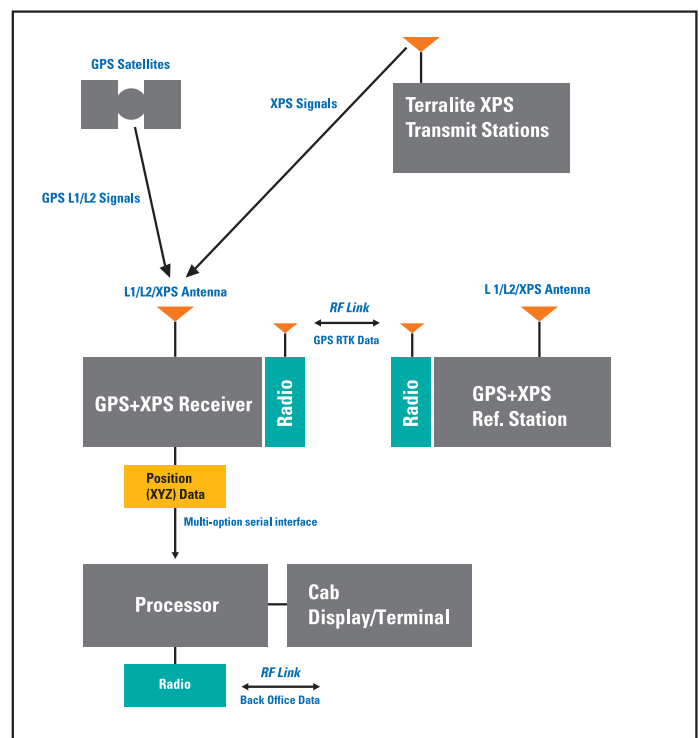 GPS Satellites
XPS Signals
Terralite XPS
Transmit Stations
GPS L1/L2 Signals
L1/L2/XPS Antenna
RF Link
GPS RTK Data
L 1/L2/XPS Antenna
GPS+XPS Receiver
Radio
Radio
GPS+XPS
Ref. Station
Position
(XYZ) Data
Multi-option serial interface
Processor
Cab
Display/Terminal
Radio
RF Link
Back Office Data